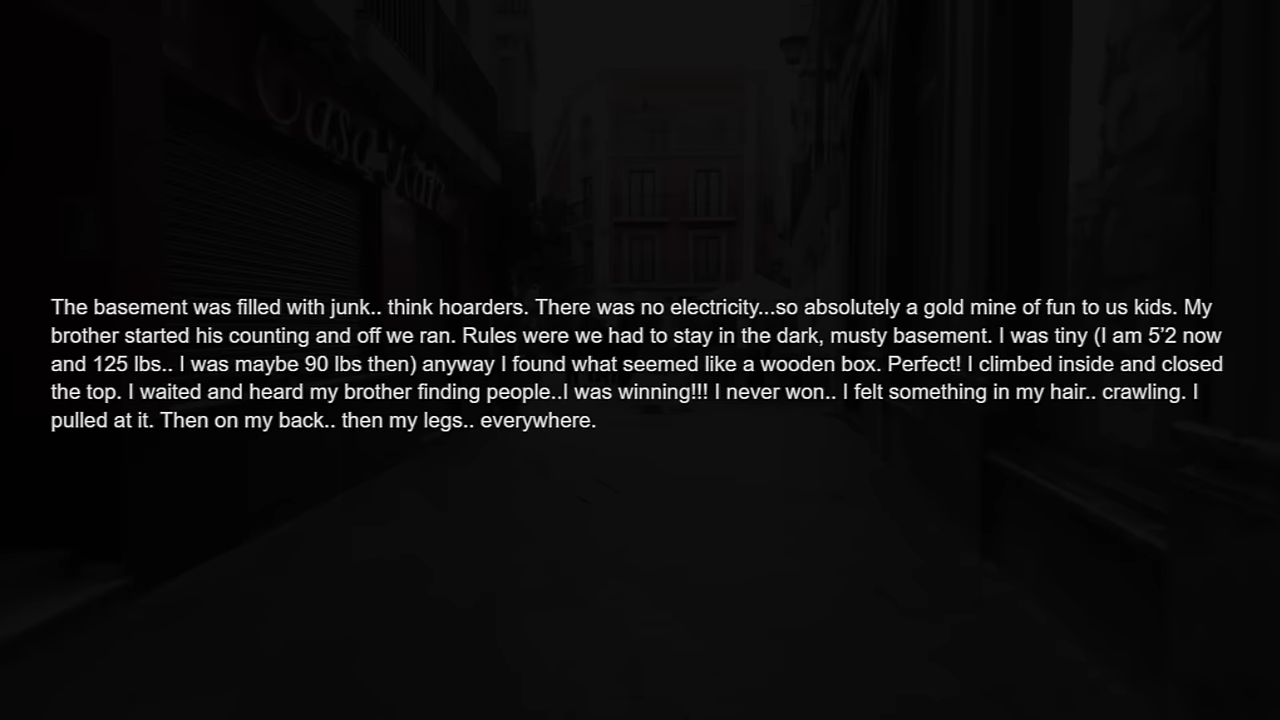 The basement was filled with junk.. think hoarders. There was no electricity...so absolutely a gold mine of fun to us kids. My
brother started his counting and off we ran. Rules were we had to stay in the dark, musty basement. I was tiny (I am 5’2 now
and 125 lbs.. I was maybe 90 lbs then) anyway I found what seemed like a wooden box. Perfect! I climbed inside and closed
the top. I waited and heard my brother finding people..I was winning!!! I never won.. I felt something in my hair.. crawling. I
pulled at it. Then on my back.. then my legs.. everywhere.